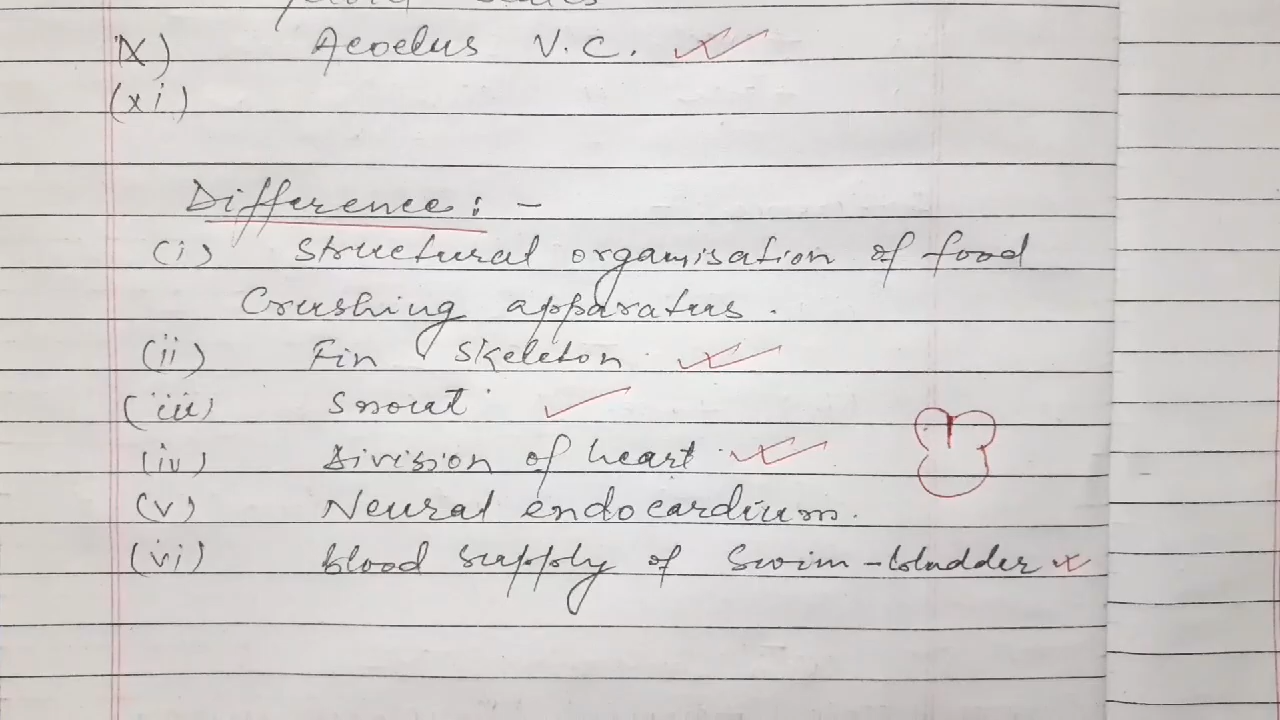 X) Acoelus V.C.
(xi)
Difference: -
(i) Structural organisation of food
Crushing apparatus.
(ii) Fin Skeleton
(iii) Snout
(iv) Division of heart
(v) Neural endocardium.
(vi) blood supply of Swim-bladder